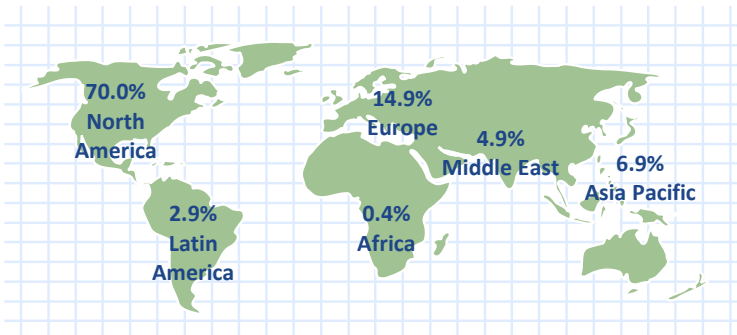 70.0%
North
America
14.9%
Europe
4.9%
Middle East
6.9%
Asia Pacific
2.9%
Latin
America
0.4%
Africa